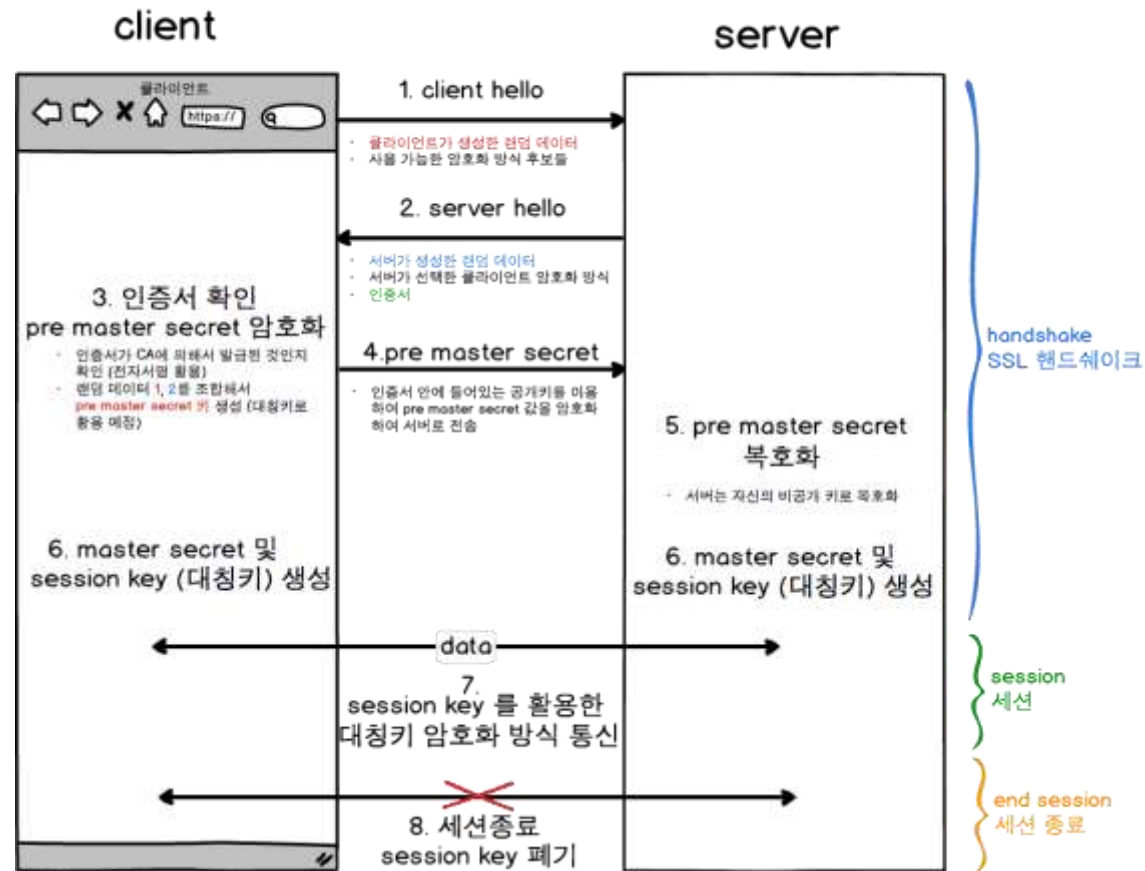 client
server
클라이언트
https://
1. client hello
· 클라이언트가 생성한 랜덤 데이터
· 사용 가능한 암호화 방식 후보들
2. server hello
· 서버가 생성한 랜덤 데이터
· 서버가 선택한 클라이언트 암호화 방식
· 인증서
3. 인증서 확인
pre master secret 암호화
· 인증서가 CA에 의해서 발급된 것인지
확인 (전자서명 활용)
· 랜덤 데이터 1, 2를 조합해서
pre master secret 키 생성 (대칭키로
활용 예정)
4.pre master secret
· 인증서 안에 들어있는 공개키를 이용
하여 pre master secret 값을 암호화
하여 서버로 전송
handshake
SSL 핸드쉐이크
5. pre master secret
복호화
· 서버는 자신의 비공개 키로 복호화
6. master secret 및
session key (대칭키) 생성
6. master secret 및
session key (대칭키) 생성
data
7.
session key 를 활용한
대칭키 암호화 방식 통신
session
세션
8. 세션종료
session key 폐기
end session
세션 종료